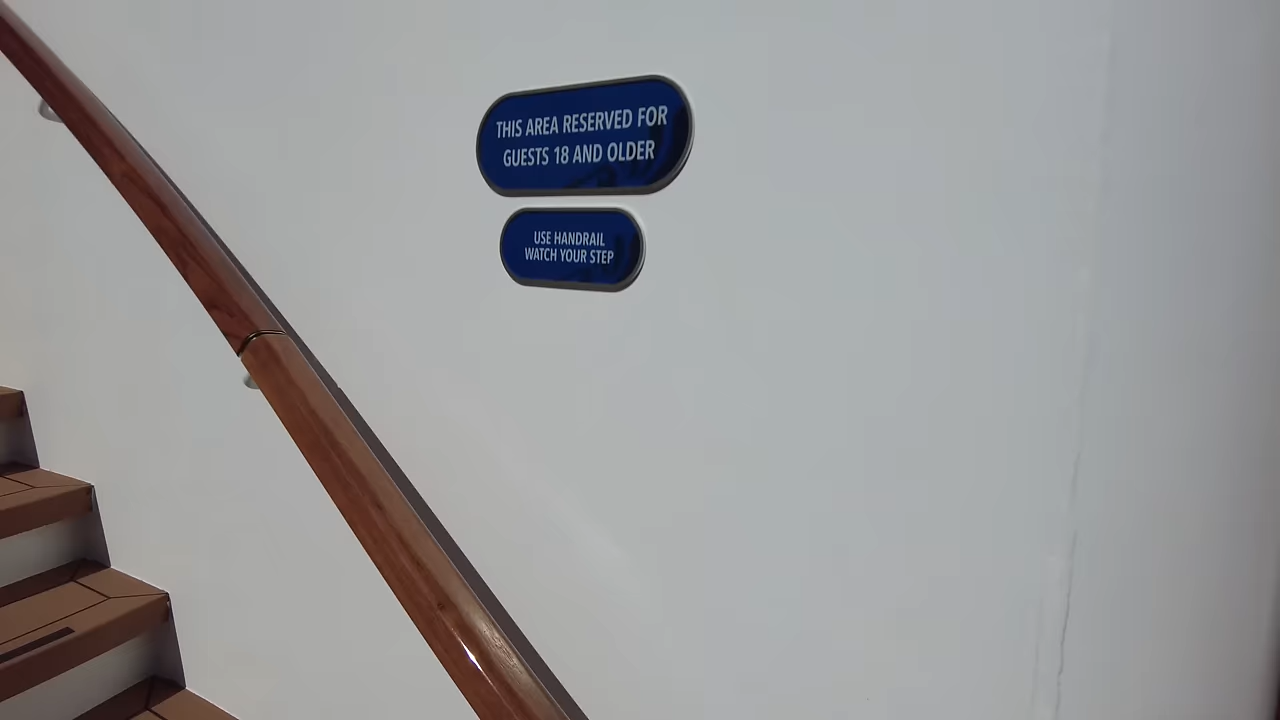 THIS AREA RESERVED FOR
GUESTS 18 AND OLDER
USE HANDRAIL
WATCH YOUR STEP